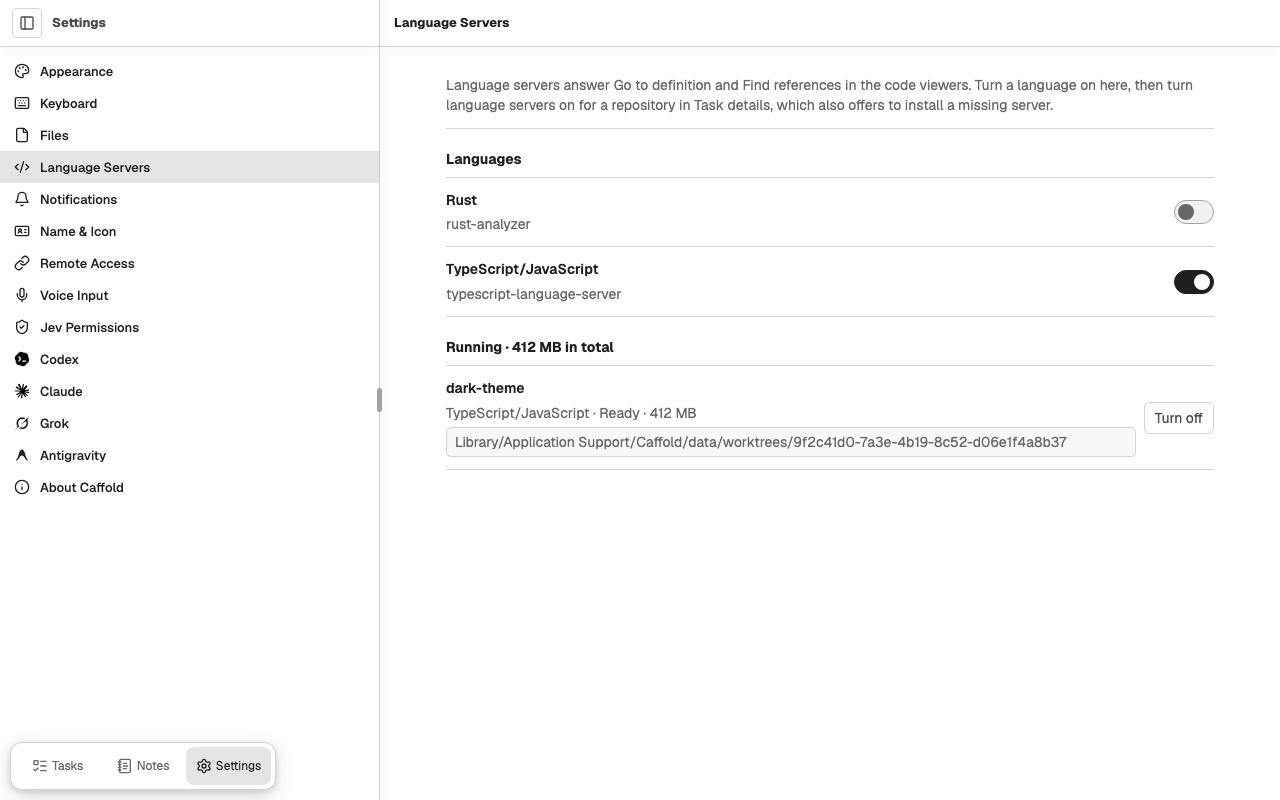 Settings
Language Servers
Appearance
Keyboard
Files
Language Servers
Notifications
Name & Icon
Remote Access
Voice Input
Jev Permissions
Codex
Claude
Grok
Antigravity
About Caffold
Language servers answer Go to definition and Find references in the code viewers. Turn a language on here, then turn
language servers on for a repository in Task details, which also offers to install a missing server.
Languages
Rust
rust-analyzer
TypeScript/JavaScript
typescript-language-server
Running · 412 MB in total
dark-theme
TypeScript/JavaScript · Ready · 412 MB
Turn off
Library/Application Support/Caffold/data/worktrees/9f2c41d0-7a3e-4b19-8c52-d06e1f4a8b37
Tasks
Notes
Settings